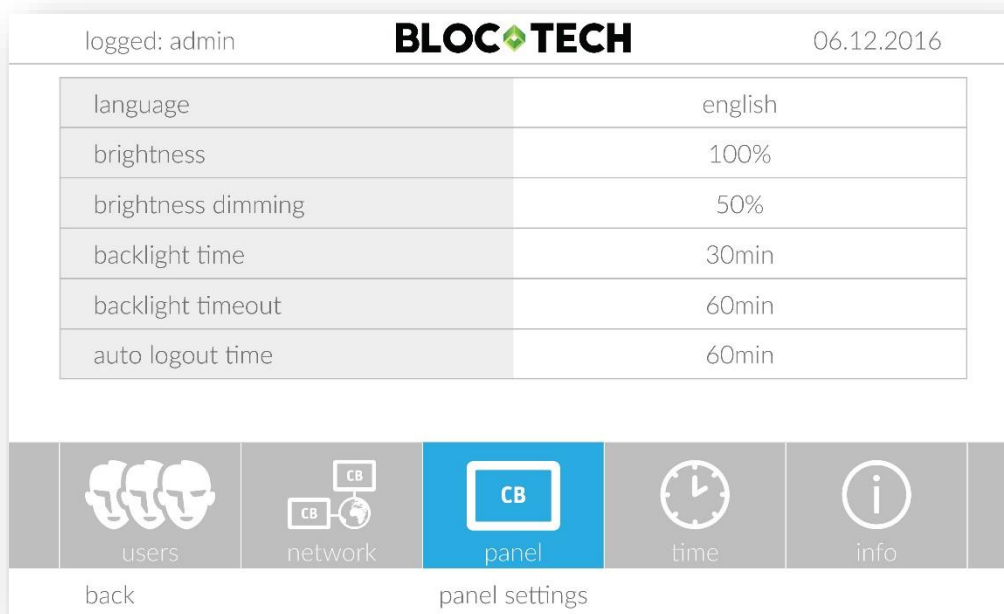 logged: admin BLOC TECH 06.12.2016
language english
brightness 100%
brightness dimming 50%
backlight time 30min
backlight timeout 60min
auto logout time 60min
CB
CB CB
users network panel time info
back panel settings